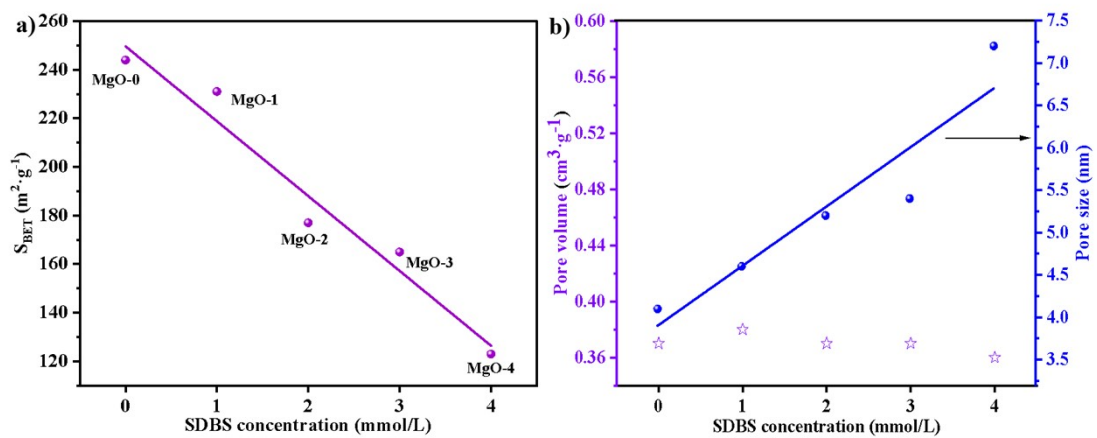 a)
260
240
220
200
180
160
140
120
S_BET (m²·g⁻¹)
MgO-0
MgO-1
MgO-2
MgO-3
MgO-4
0 1 2 3 4
SDBS concentration (mmol/L)
b)
0.60
0.56
0.52
0.48
0.44
0.40
0.36
Pore volume (cm³·g⁻¹)
7.5
7.0
6.5
6.0
5.5
5.0
4.5
4.0
3.5
Pore size (nm)
0 1 2 3 4
SDBS concentration (mmol/L)